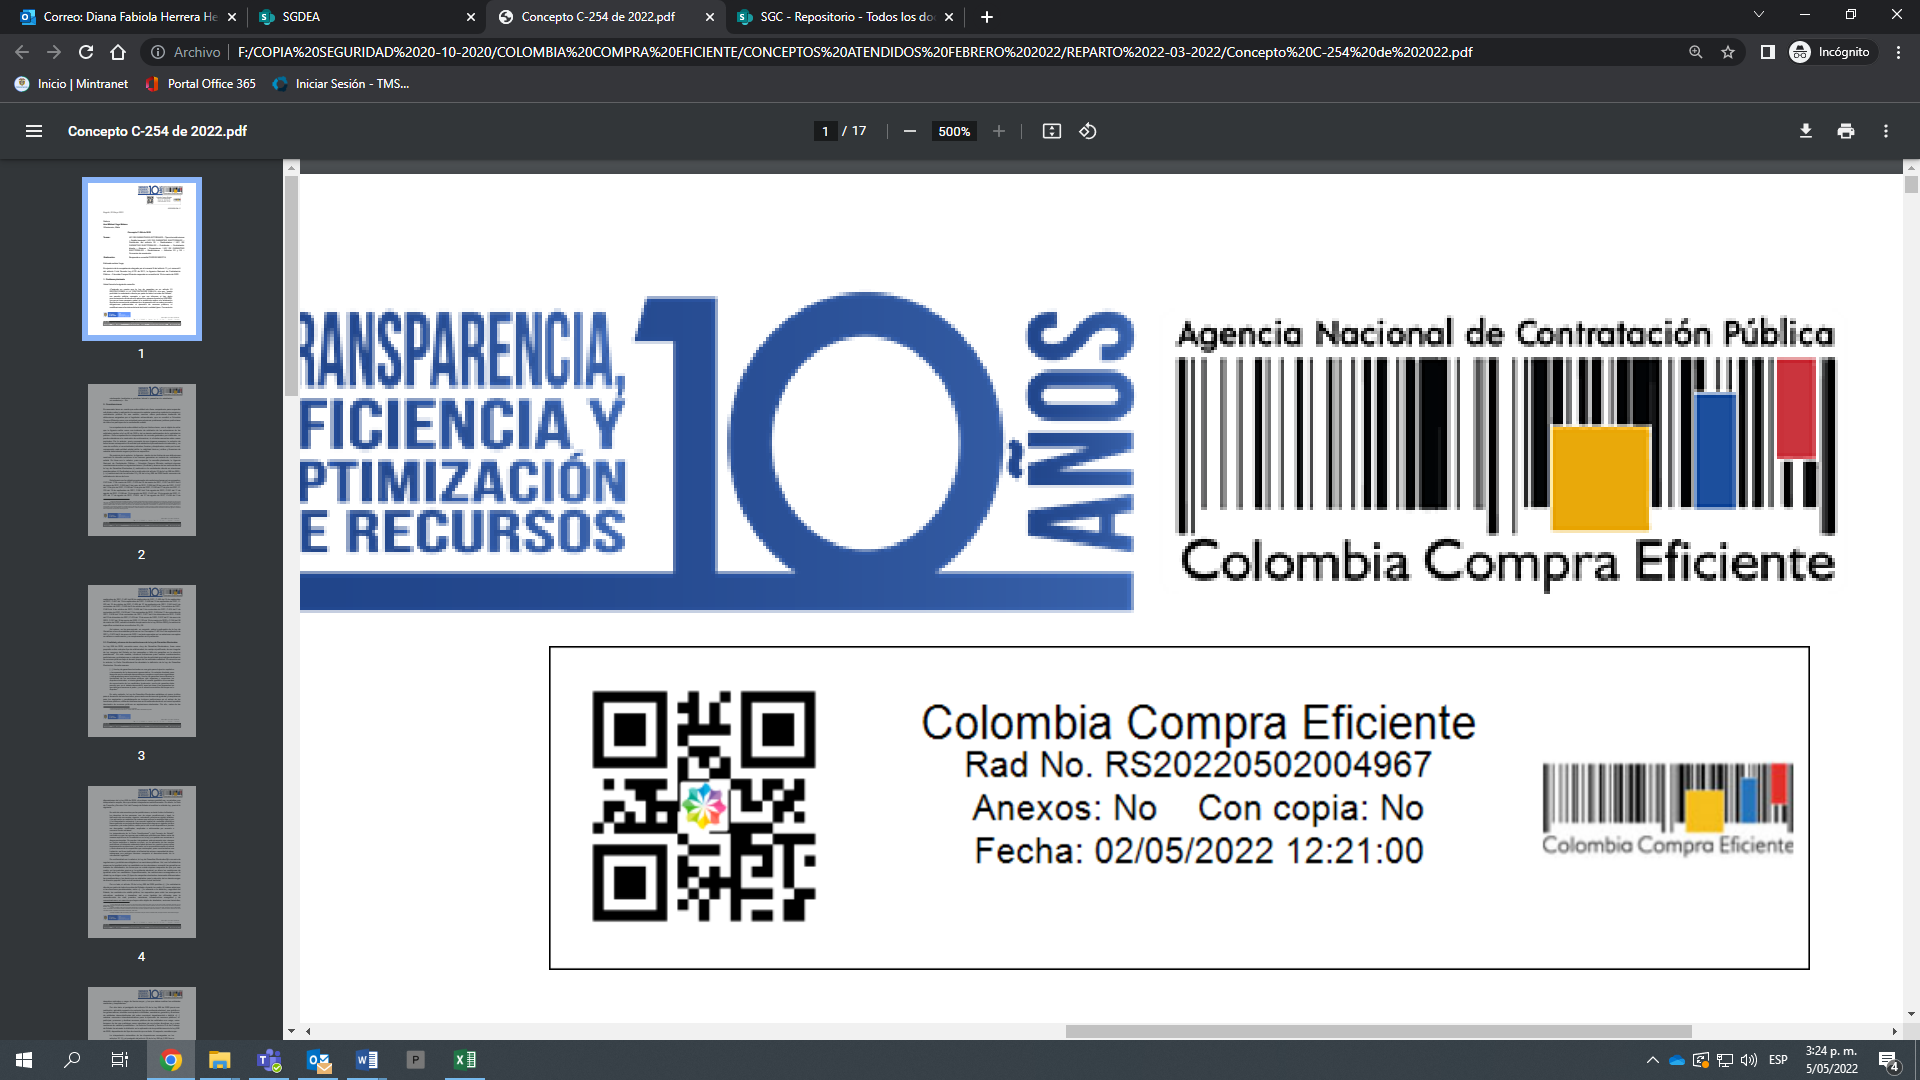 Correo: Diana Fabiola Herrera He
SGDEA
Concepto C-254 de 2022.pdf
SGC - Repositorio - Todos los do
Archivo
F:/COPIA%20SEGURIDAD%2020-10-2020/COLOMBIA%20COMPRA%20EFICIENTE/CONCEPTOS%20ATENDIDOS%20FEBRERO%202022/REPARTO%2022-03-2022/Concepto%20C-254%20de%202022.pdf
Incógnito
Inicio | Mintranet
Portal Office 365
Iniciar Sesión - TMS...
Concepto C-254 de 2022.pdf
1 / 17
500%
1
2
3
4
RANSPARENCIA,
FICIENCIA Y
PTIMIZACIÓN
E RECURSOS
10
AÑOS
Agencia Nacional de Contratación Pública
Colombia Compra Eficiente
Colombia Compra Eficiente
Rad No. RS20220502004967
Anexos: No Con copia: No
Fecha: 02/05/2022 12:21:00
Colombia Compra Eficiente
ESP
3:24 p. m.
5/05/2022
4